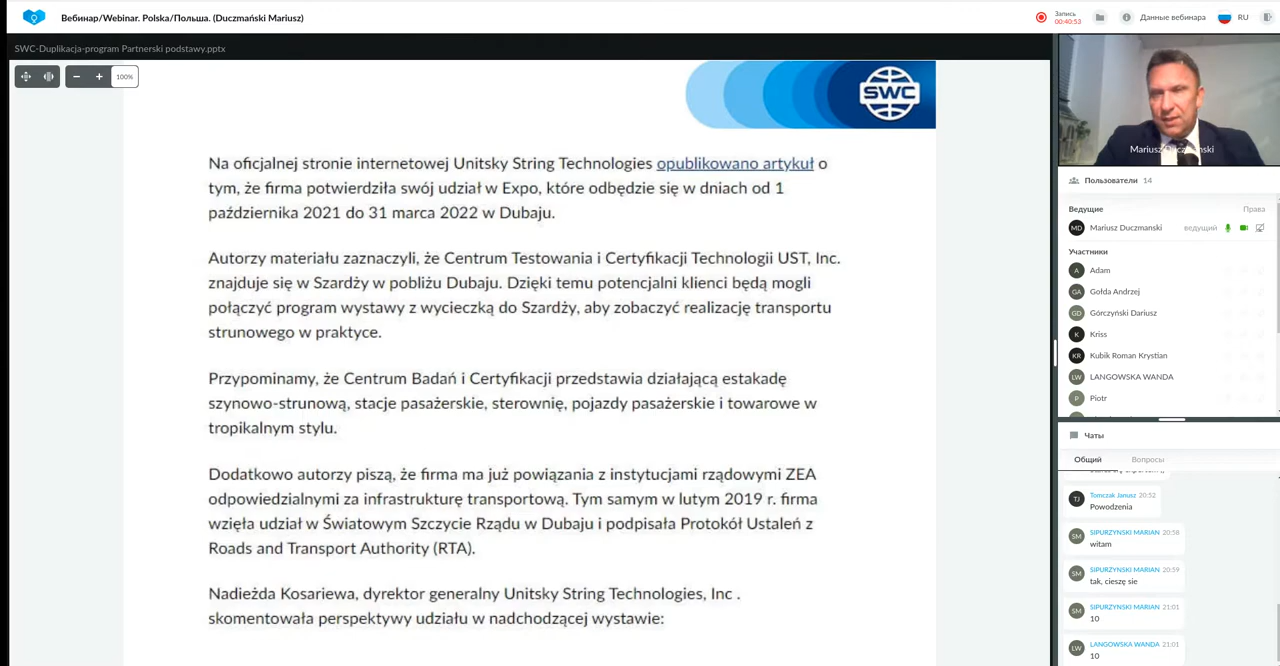 Вебинар/Webinar. Polska/Польша. (Duczmański Mariusz)
Запись
00:40:53
Данные вебинара
RU
SWC-Duplikacja-program Partnerski podstawy.pptx
100%
SWC
Na oficjalnej stronie internetowej Unitsky String Technologies opublikowano artykuł o
tym, że firma potwierdziła swój udział w Expo, które odbędzie się w dniach od 1
października 2021 do 31 marca 2022 w Dubaju.
Autorzy materiału zaznaczyli, że Centrum Testowania i Certyfikacji Technologii UST, Inc.
znajduje się w Szardży w pobliżu Dubaju. Dzięki temu potencjalni klienci będą mogli
połączyć program wystawy z wycieczką do Szardży, aby zobaczyć realizację transportu
strunowego w praktyce.
Przypominamy, że Centrum Badań i Certyfikacji przedstawia działającą estakadę
szynowo-strunową, stacje pasażerskie, sterownię, pojazdy pasażerskie i towarowe w
tropikalnym stylu.
Dodatkowo autorzy piszą, że firma ma już powiązania z instytucjami rządowymi ZEA
odpowiedzialnymi za infrastrukturę transportową. Tym samym w lutym 2019 r. firma
wzięła udział w Światowym Szczycie Rządu w Dubaju i podpisała Protokół Ustaleń z
Roads and Transport Authority (RTA).
Nadieżda Kosariewa, dyrektor generalny Unitsky String Technologies, Inc .
skomentowała perspektywy udziału w nadchodzącej wystawie:
Mariusz Duczmanski
Пользователи 14
Ведущие Права
MD Mariusz Duczmanski ведущий
Участники
A Adam
GA Gołda Andrzej
GD Górczyński Dariusz
K Kriss
KR Kubik Roman Krystian
LW LANGOWSKA WANDA
P Piotr
Чаты
Общий Вопросы
TJ Tomczak Janusz 20:52
Powodzenia
SM SIPURZYNSKI MARIAN 20:58
witam
SM SIPURZYNSKI MARIAN 20:59
tak, cieszę sie
SM SIPURZYNSKI MARIAN 21:01
10
LW LANGOWSKA WANDA 21:01
10